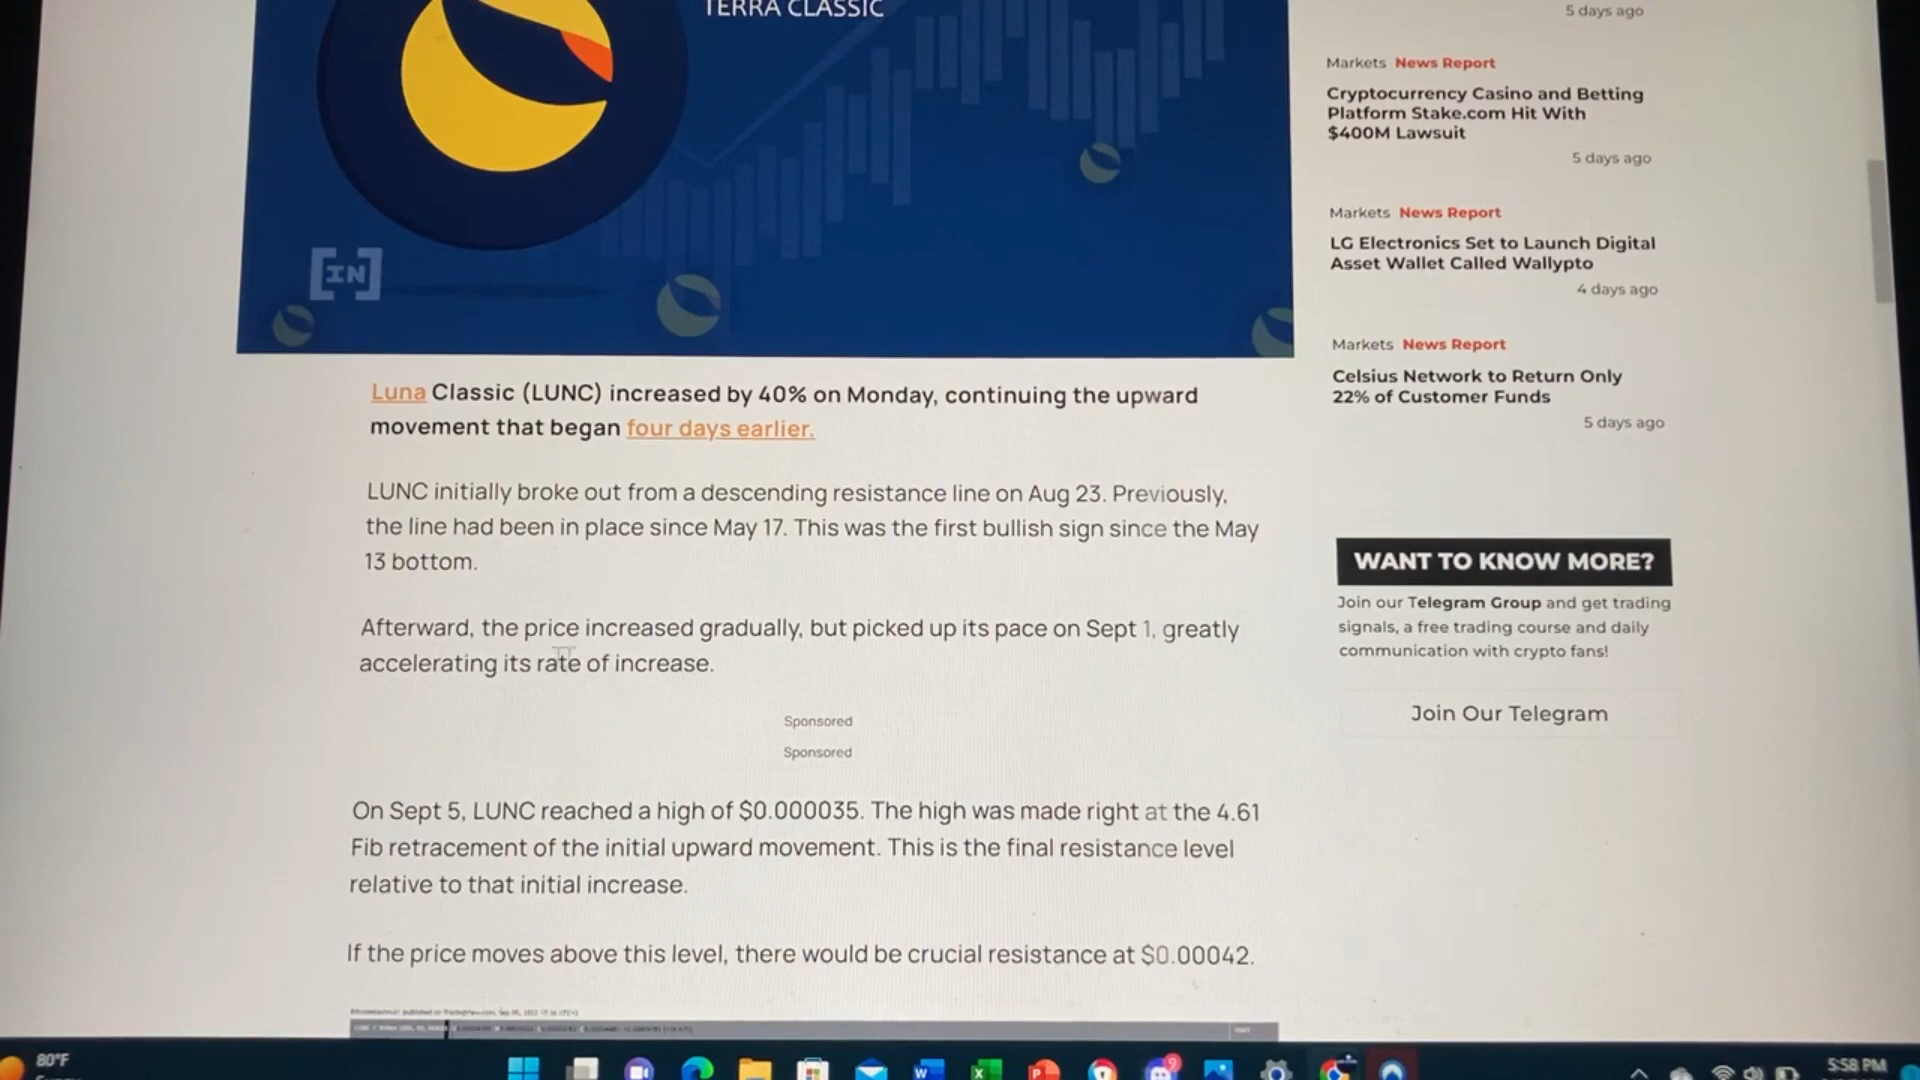 TERRA CLASSIC
[IN]
Luna Classic (LUNC) increased by 40% on Monday, continuing the upward
movement that began four days earlier.
LUNC initially broke out from a descending resistance line on Aug 23. Previously,
the line had been in place since May 17. This was the first bullish sign since the May
13 bottom.
Afterward, the price increased gradually, but picked up its pace on Sept 1, greatly
accelerating its rate of increase.
Sponsored
Sponsored
On Sept 5, LUNC reached a high of $0.000035. The high was made right at the 4.61
Fib retracement of the initial upward movement. This is the final resistance level
relative to that initial increase.
If the price moves above this level, there would be crucial resistance at $0.00042.
5 days ago
Markets News Report
Cryptocurrency Casino and Betting
Platform Stake.com Hit With
$400M Lawsuit
5 days ago
Markets News Report
LG Electronics Set to Launch Digital
Asset Wallet Called Wallypto
4 days ago
Markets News Report
Celsius Network to Return Only
22% of Customer Funds
5 days ago
WANT TO KNOW MORE?
Join our Telegram Group and get trading
signals, a free trading course and daily
communication with crypto fans!
Join Our Telegram
80°F
5:58 PM